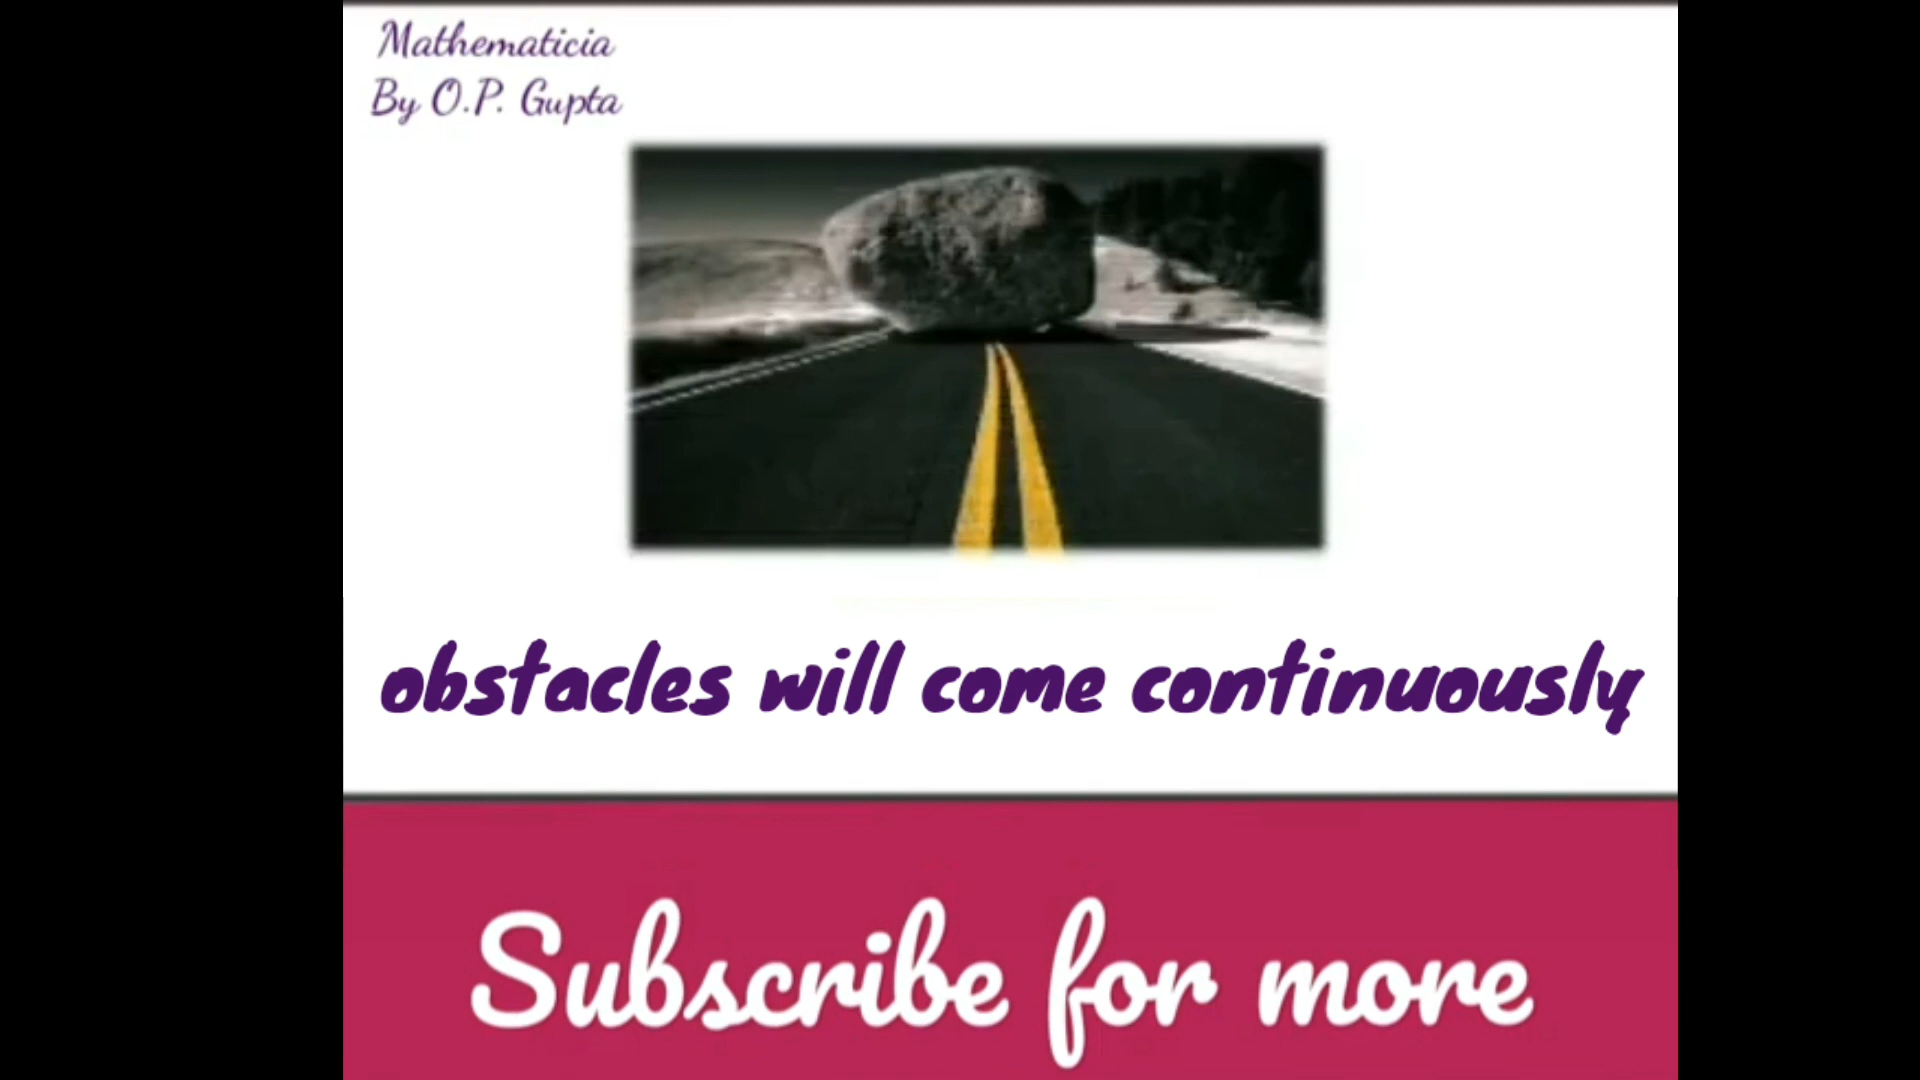 Mathematicia
By O.P. Gupta
obstacles will come continuously
Subscribe for more